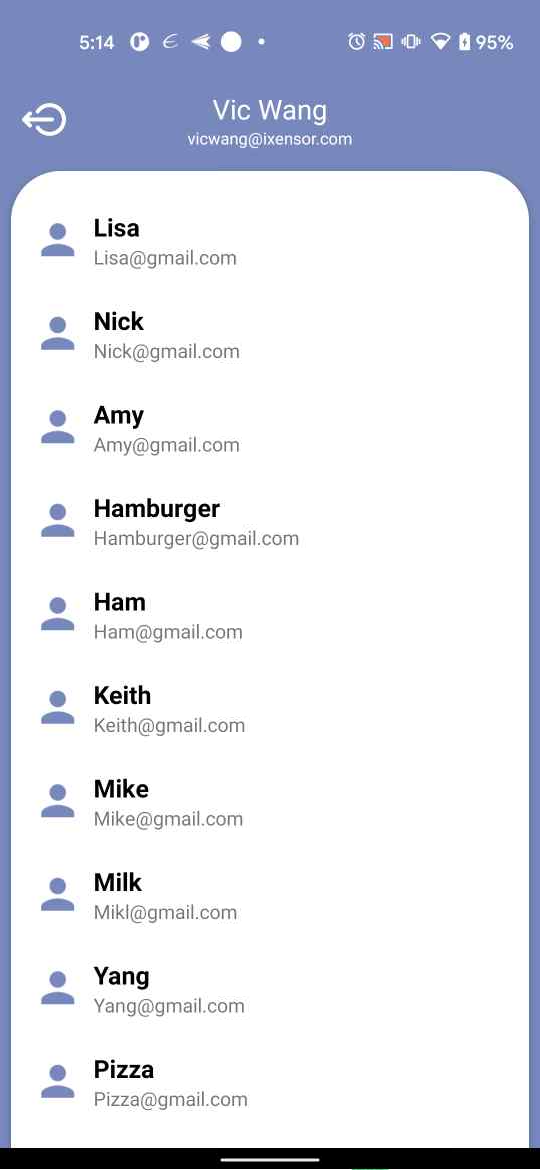 5:14 95%
Vic Wang
vicwang@ixensor.com
Lisa
Lisa@gmail.com
Nick
Nick@gmail.com
Amy
Amy@gmail.com
Hamburger
Hamburger@gmail.com
Ham
Ham@gmail.com
Keith
Keith@gmail.com
Mike
Mike@gmail.com
Milk
Mikl@gmail.com
Yang
Yang@gmail.com
Pizza
Pizza@gmail.com